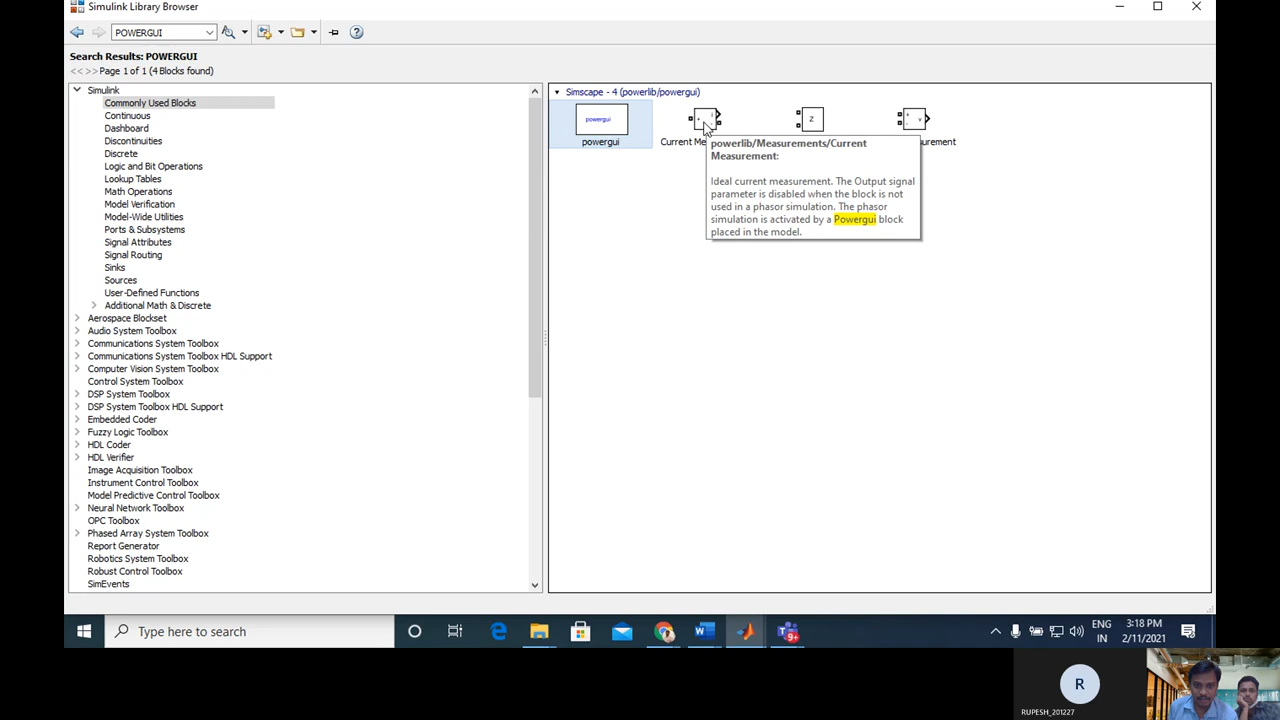 Simulink Library Browser
POWERGUI
Search Results: POWERGUI
<< >> Page 1 of 1 (4 Blocks found)
Simulink
Commonly Used Blocks
Continuous
Dashboard
Discontinuities
Discrete
Logic and Bit Operations
Lookup Tables
Math Operations
Model Verification
Model-Wide Utilities
Ports & Subsystems
Signal Attributes
Signal Routing
Sinks
Sources
User-Defined Functions
Additional Math & Discrete
Aerospace Blockset
Audio System Toolbox
Communications System Toolbox
Communications System Toolbox HDL Support
Computer Vision System Toolbox
Control System Toolbox
DSP System Toolbox
DSP System Toolbox HDL Support
Embedded Coder
Fuzzy Logic Toolbox
HDL Coder
HDL Verifier
Image Acquisition Toolbox
Instrument Control Toolbox
Model Predictive Control Toolbox
Neural Network Toolbox
OPC Toolbox
Phased Array System Toolbox
Report Generator
Robotics System Toolbox
Robust Control Toolbox
SimEvents
Simscape - 4 (powerlib/powergui)
powergui
Z
v
powergui
Current Me
urement
powerlib/Measurements/Current
Measurement:
Ideal current measurement. The Output signal
parameter is disabled when the block is not
used in a phasor simulation. The phasor
simulation is activated by a Powergui block
placed in the model.
Type here to search
9+
ENG
IN
3:18 PM
2/11/2021
R
RUPESH_201227